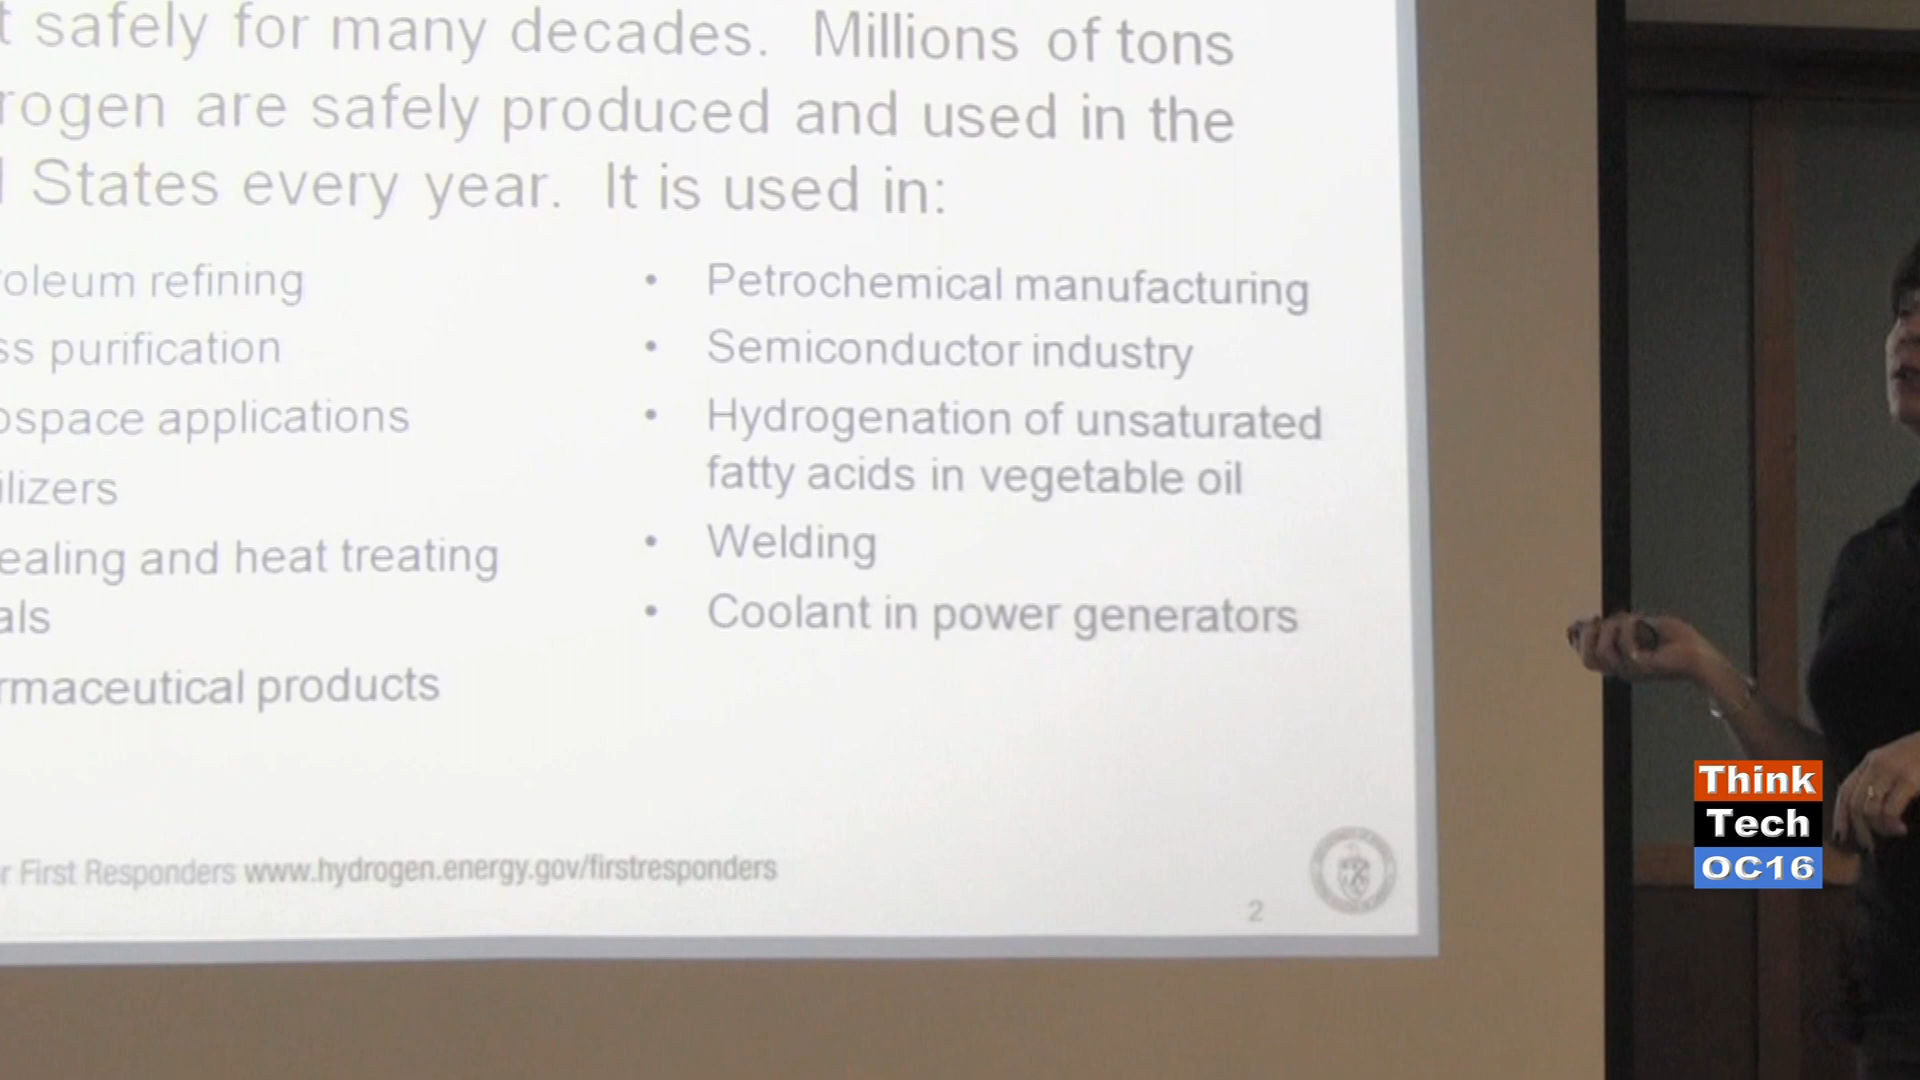 t safely for many decades. Millions of tons
rogen are safely produced and used in the
States every year. It is used in:
oleum refining
ss purification
ospace applications
ilizers
ealing and heat treating
als
rmaceutical products
• Petrochemical manufacturing
• Semiconductor industry
• Hydrogenation of unsaturated
fatty acids in vegetable oil
• Welding
• Coolant in power generators
r First Responders www.hydrogen.energy.gov/firstresponders
2
Think
Tech
OC16